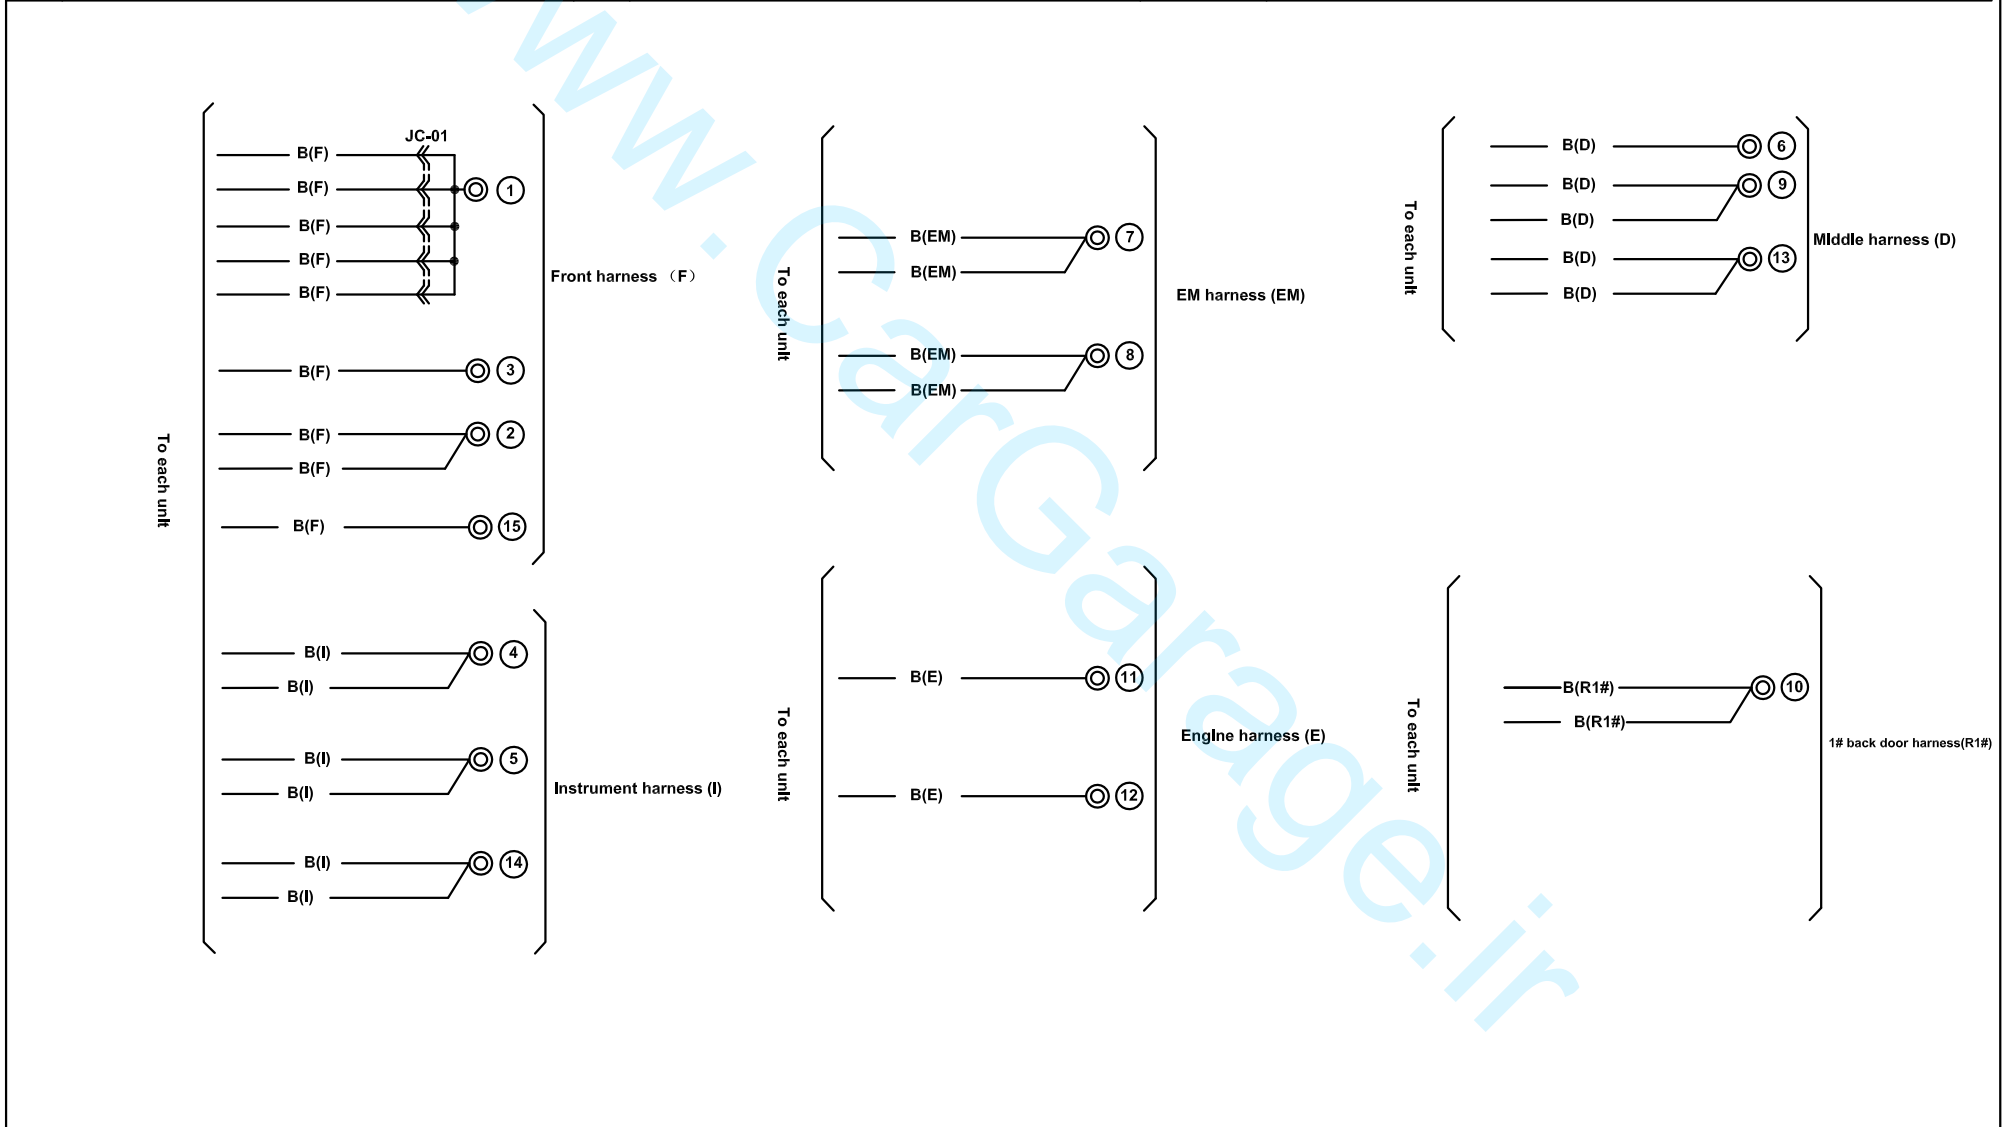 JC-01
B(F)
B(F)
B(F)
B(F)
B(F)
1
Front harness （F）
B(F)
3
B(F)
B(F)
2
B(F)
15
To each unit
B(I)
B(I)
4
B(I)
B(I)
5
Instrument harness (I)
B(I)
B(I)
14
To each unit
B(EM)
B(EM)
7
B(EM)
B(EM)
8
EM harness (EM)
To each unit
B(E)
11
B(E)
12
Engine harness (E)
To each unit
B(D)
6
B(D)
B(D)
9
B(D)
B(D)
13
Middle harness (D)
To each unit
B(R1#)
B(R1#)
10
1# back door harness(R1#)
ww.CarGarage.ir